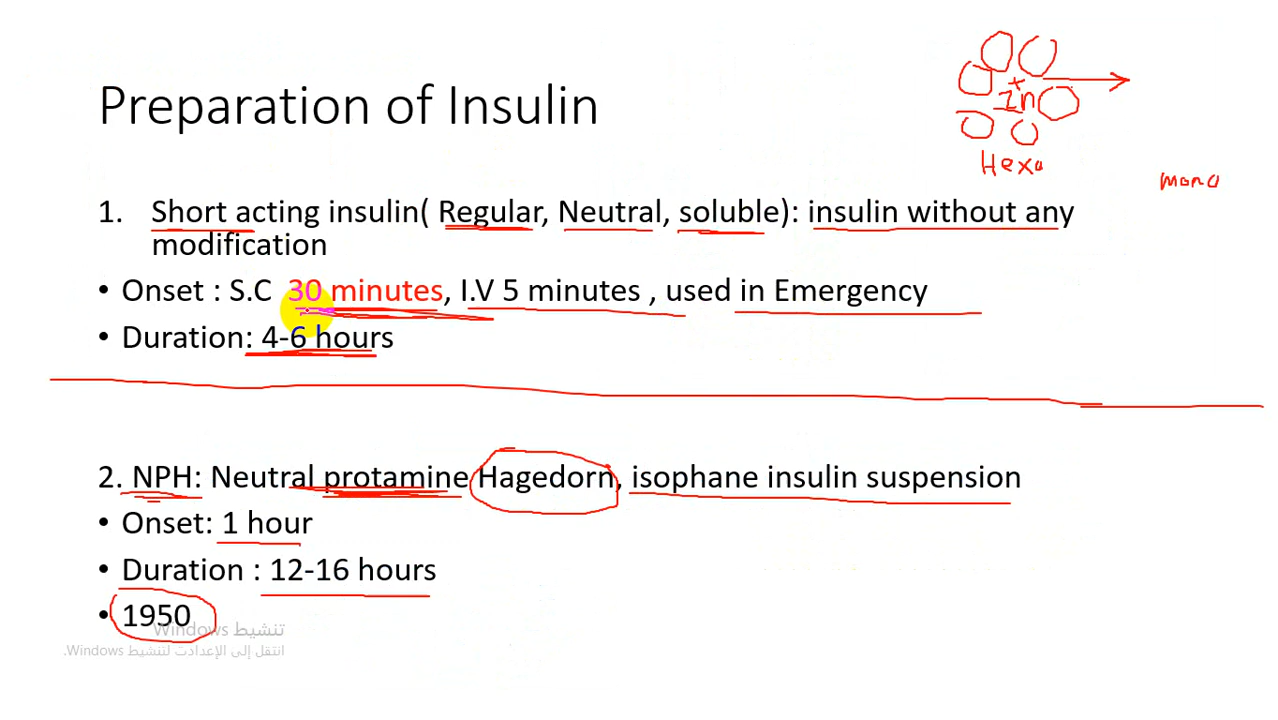 Preparation of Insulin
Zn
Hexa
mono
1. Short acting insulin( Regular, Neutral, soluble): insulin without any
modification
• Onset : S.C 30 minutes, I.V 5 minutes , used in Emergency
• Duration: 4-6 hours
2. NPH: Neutral protamine Hagedorn, isophane insulin suspension
• Onset: 1 hour
• Duration : 12-16 hours
• 1950
تنشيط Windows
انتقل إلى الإعدادت لتنشيط Windows.